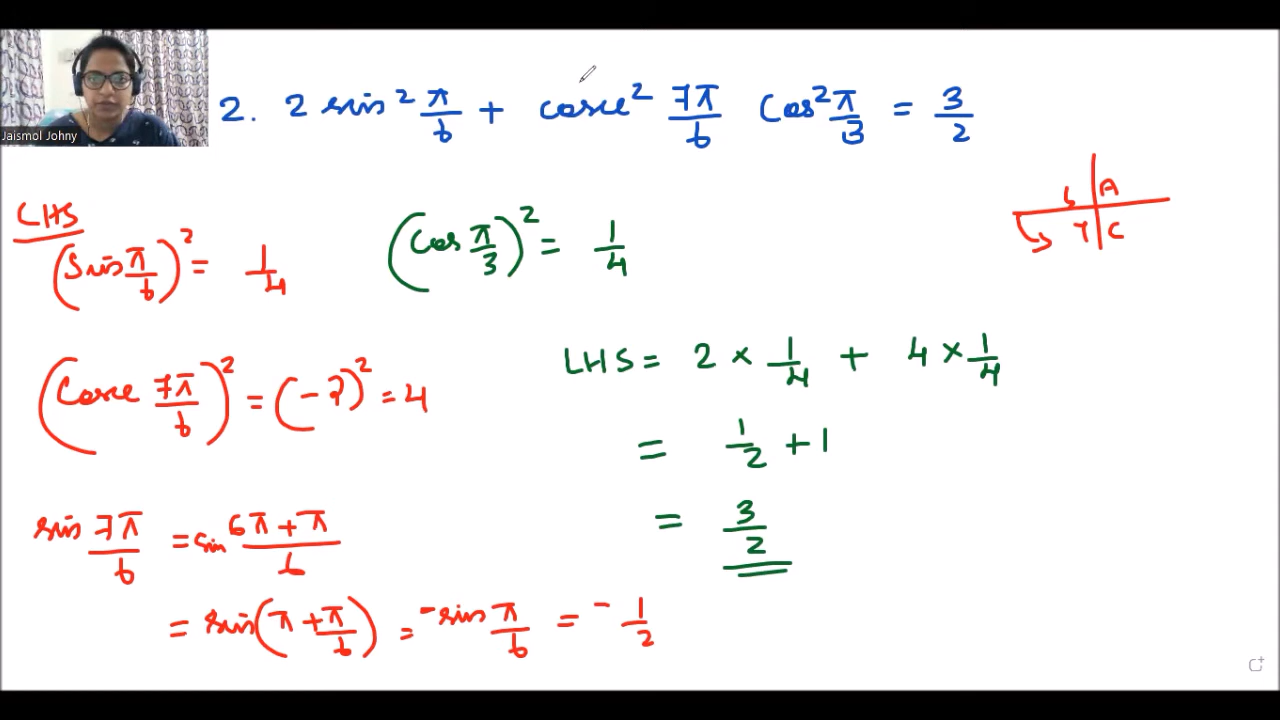 2. 2 sin² π/6 + cosec² 7π/6 cos² π/3 = 3/2
Jaismol Johny
LHS
(sin π/6)² = 1/4
(cos π/3)² = 1/4
S A
T C
(cosec 7π/6)² = (-2)² = 4
LHS = 2 × 1/4 + 4 × 1/4
= 1/2 + 1
= 3/2
sin 7π/6 = sin 6π + π/6
= sin(π + π/6) = -sin π/6 = -1/2